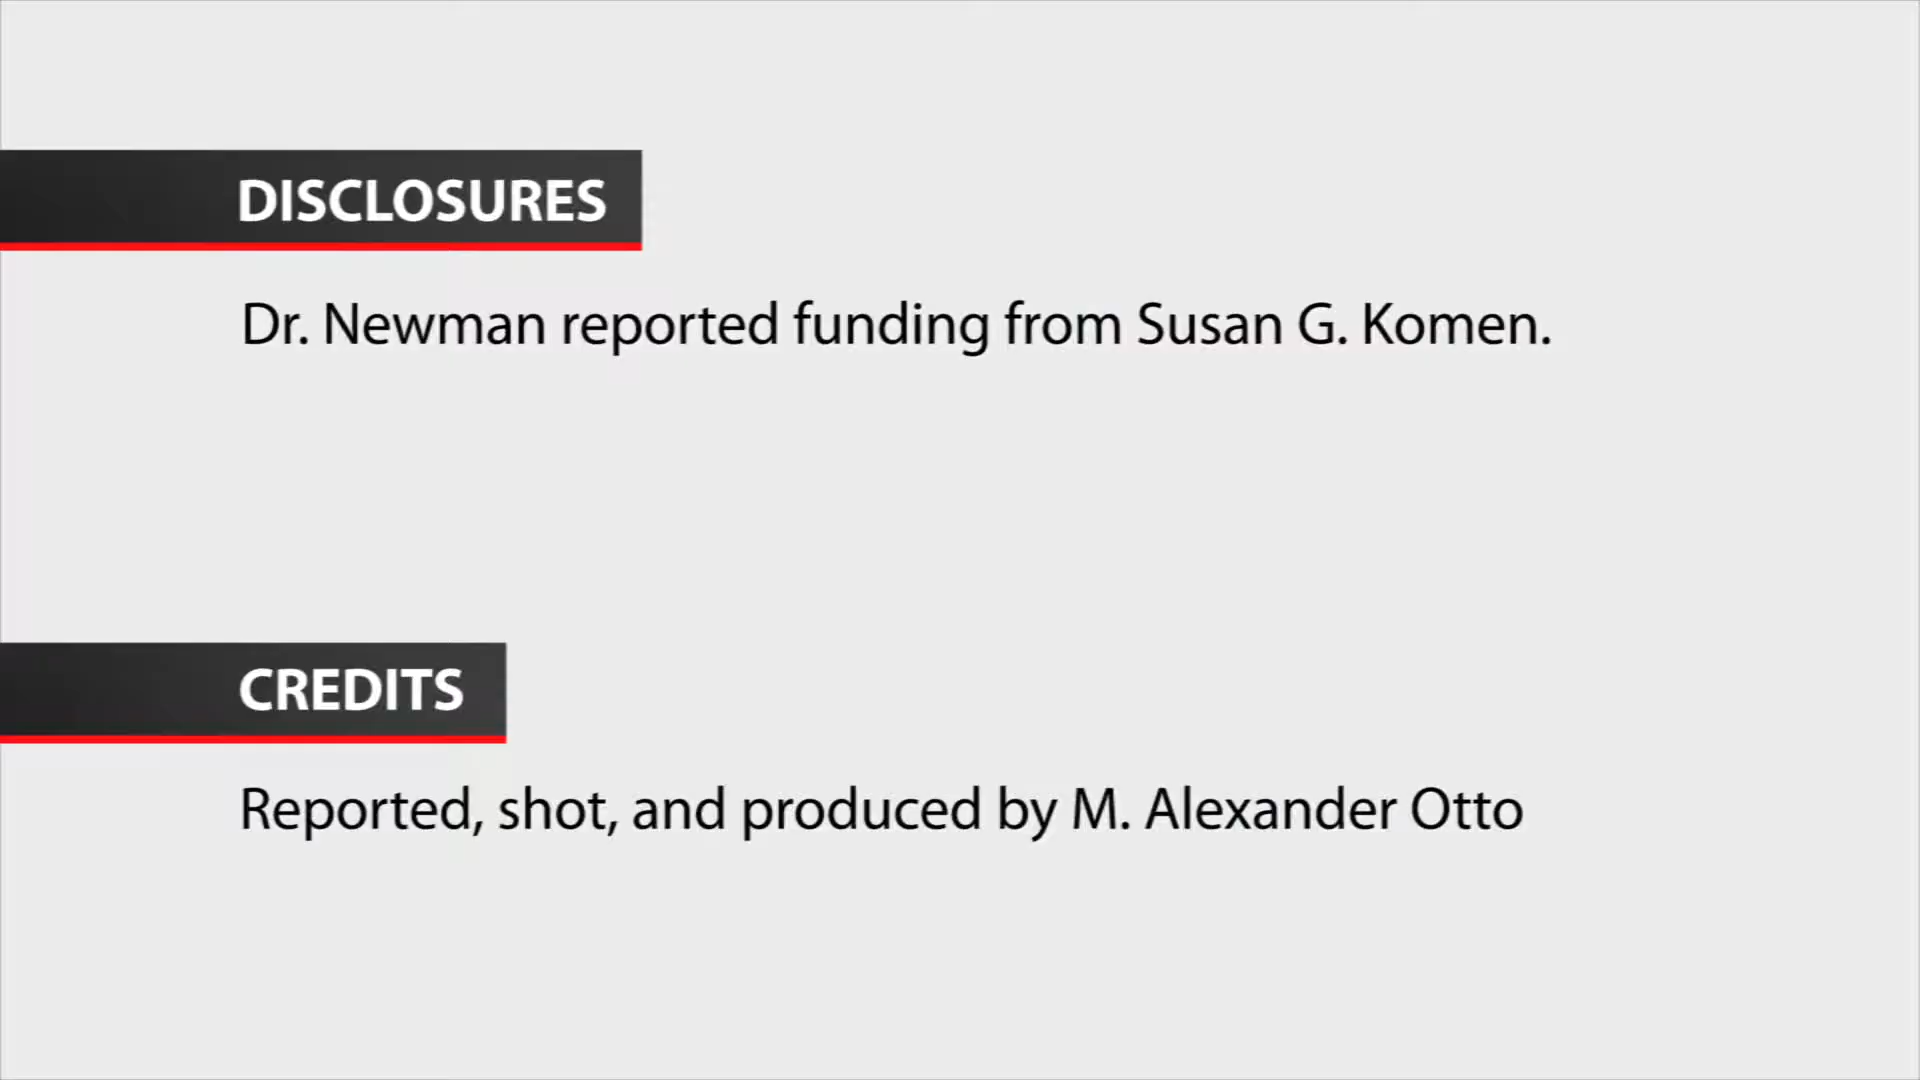 DISCLOSURES
Dr. Newman reported funding from Susan G. Komen.
CREDITS
Reported, shot, and produced by M. Alexander Otto